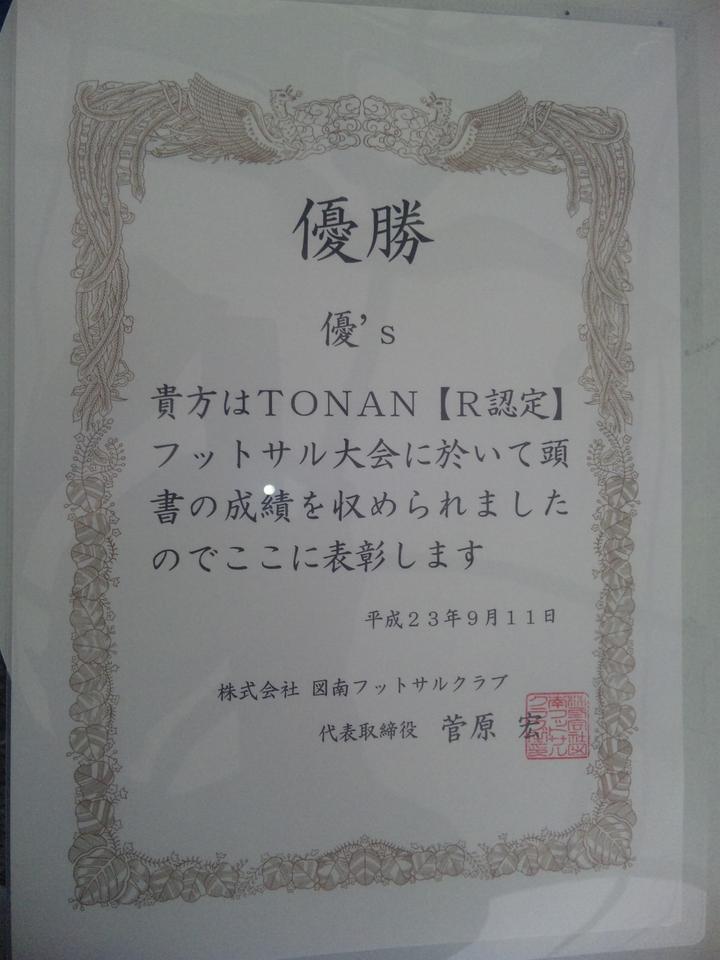 優勝
優’s
貴方はTONAN【R認定】
フットサル大会に於いて頭
書の成績を収められました
のでここに表彰します
平成23年9月11日
株式会社 図南フットサルクラブ
代表取締役 菅原 宏